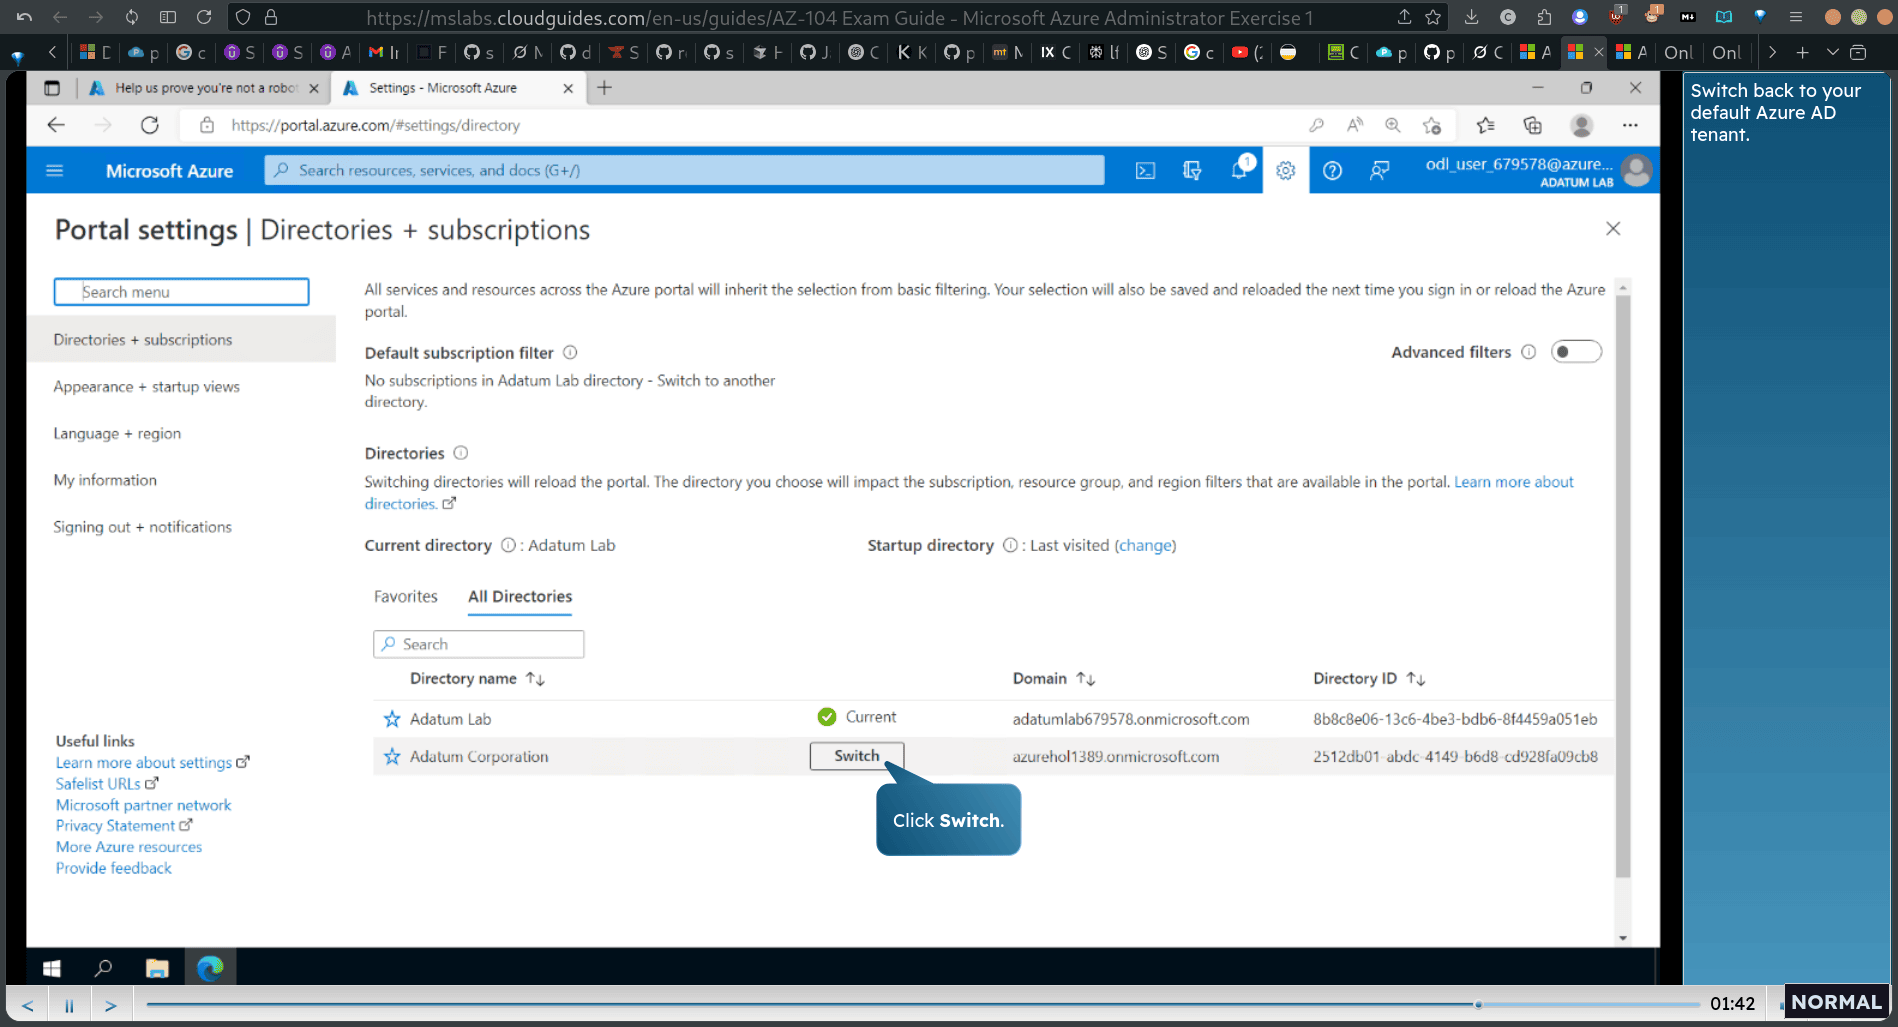 https://mslabs.cloudguides.com/en-us/guides/AZ-104 Exam Guide - Microsoft Azure Administrator Exercise 1
Help us prove you're not a robot
Settings - Microsoft Azure
https://portal.azure.com/#settings/directory
Microsoft Azure
Search resources, services, and docs (G+/)
1
odl_user_679578@azure...
ADATUM LAB
Switch back to your
default Azure AD
tenant.
Portal settings | Directories + subscriptions
Search menu
Directories + subscriptions
Appearance + startup views
Language + region
My information
Signing out + notifications
All services and resources across the Azure portal will inherit the selection from basic filtering. Your selection will also be saved and reloaded the next time you sign in or reload the Azure
portal.
Default subscription filter
Advanced filters
No subscriptions in Adatum Lab directory - Switch to another
directory.
Directories
Switching directories will reload the portal. The directory you choose will impact the subscription, resource group, and region filters that are available in the portal. Learn more about
directories.
Current directory : Adatum Lab
Startup directory : Last visited (change)
Favorites
All Directories
Search
Directory name
Domain
Directory ID
Adatum Lab
Current
adatumlab679578.onmicrosoft.com
8b8c8e06-13c6-4be3-bdb6-8f4459a051eb
Adatum Corporation
Switch
azurehol1389.onmicrosoft.com
2512db01-abdc-4149-b6d8-cd928fa09cb8
Click Switch.
Useful links
Learn more about settings
Safelist URLs
Microsoft partner network
Privacy Statement
More Azure resources
Provide feedback
01:42
NORMAL